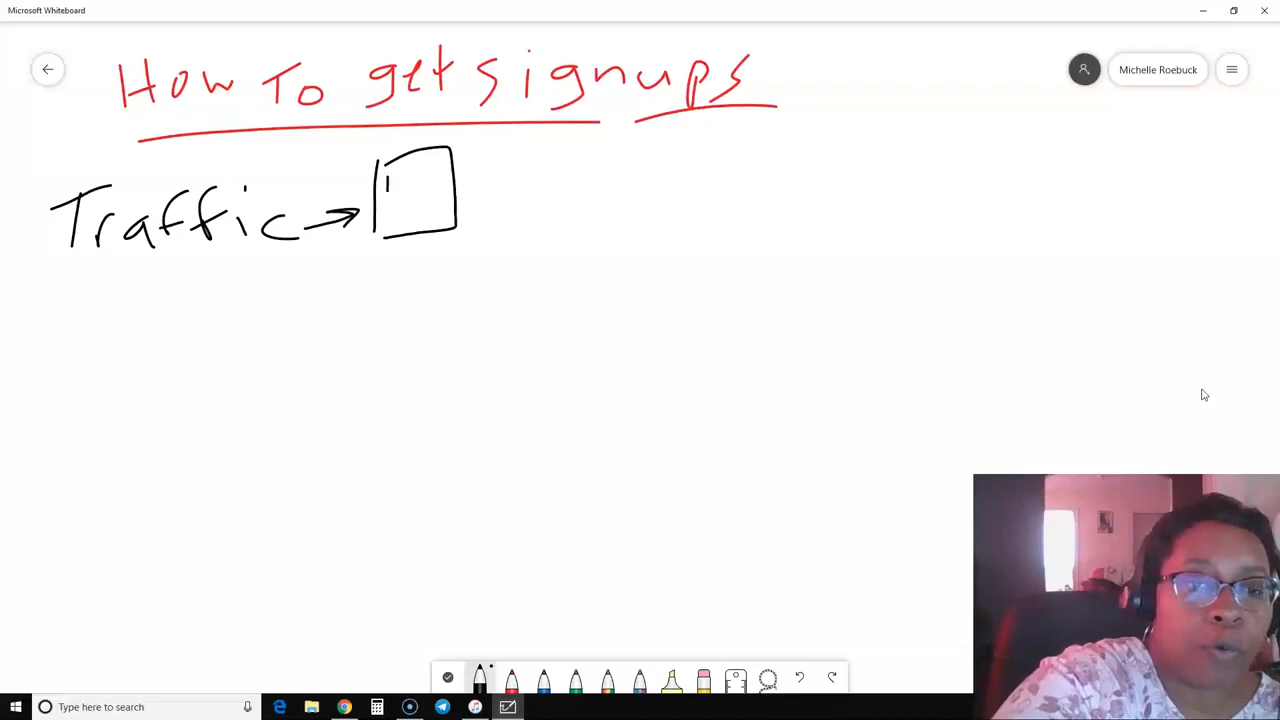 Microsoft Whiteboard
How To get signups
Michelle Roebuck
Traffic →
Type here to search